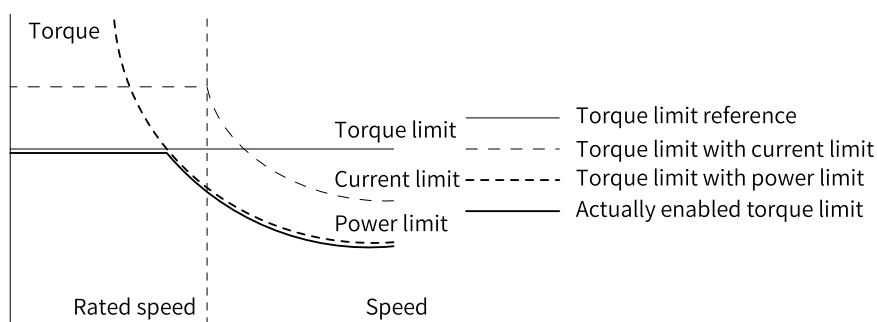 Torque
Torque limit
Current limit
Power limit
Rated speed
Speed
Torque limit reference
Torque limit with current limit
Torque limit with power limit
Actually enabled torque limit